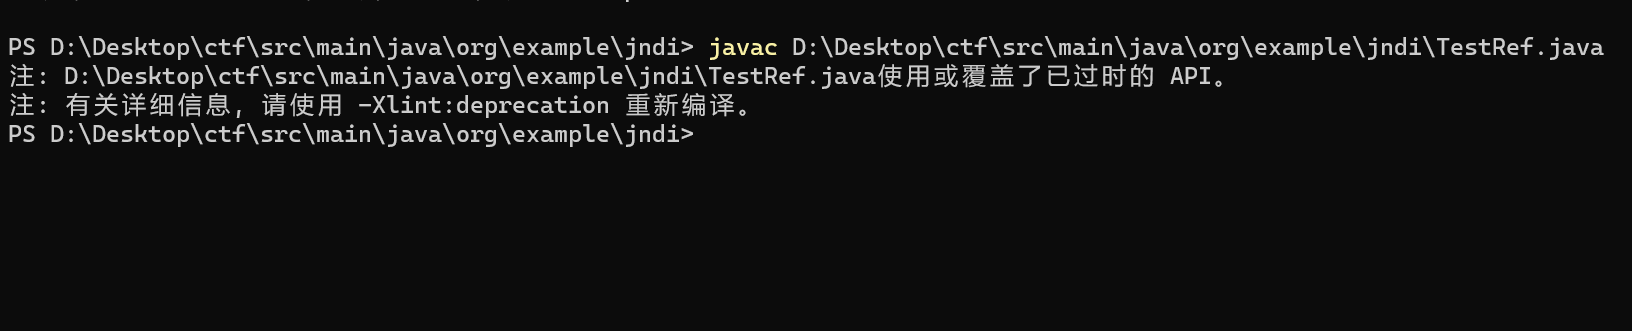 PS D:\Desktop\ctf\src\main\java\org\example\jndi> javac D:\Desktop\ctf\src\main\java\org\example\jndi\TestRef.java
注: D:\Desktop\ctf\src\main\java\org\example\jndi\TestRef.java使用或覆盖了已过时的 API。
注: 有关详细信息, 请使用 -Xlint:deprecation 重新编译。
PS D:\Desktop\ctf\src\main\java\org\example\jndi>